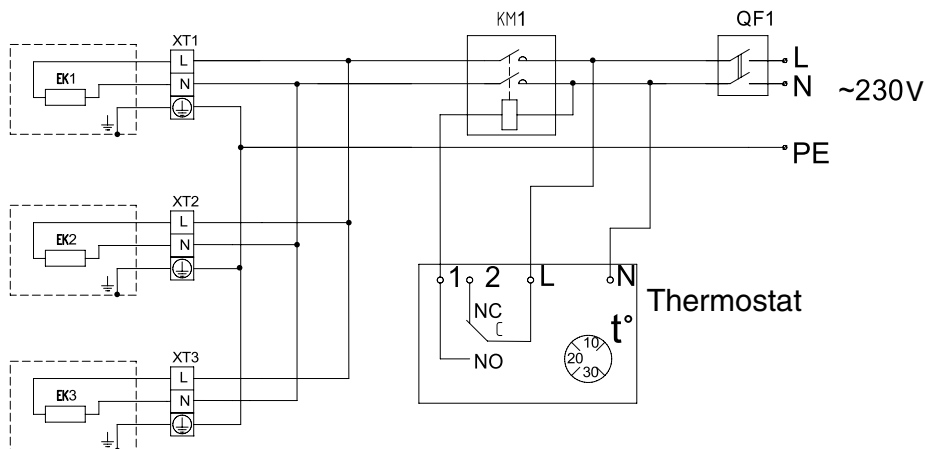 KM1
QF1
XT1
L
N
EK1
L
N
~230V
PE
XT2
L
N
EK2
1 2 L N
Thermostat
NC
t°
10
20
30
NO
XT3
L
N
EK3